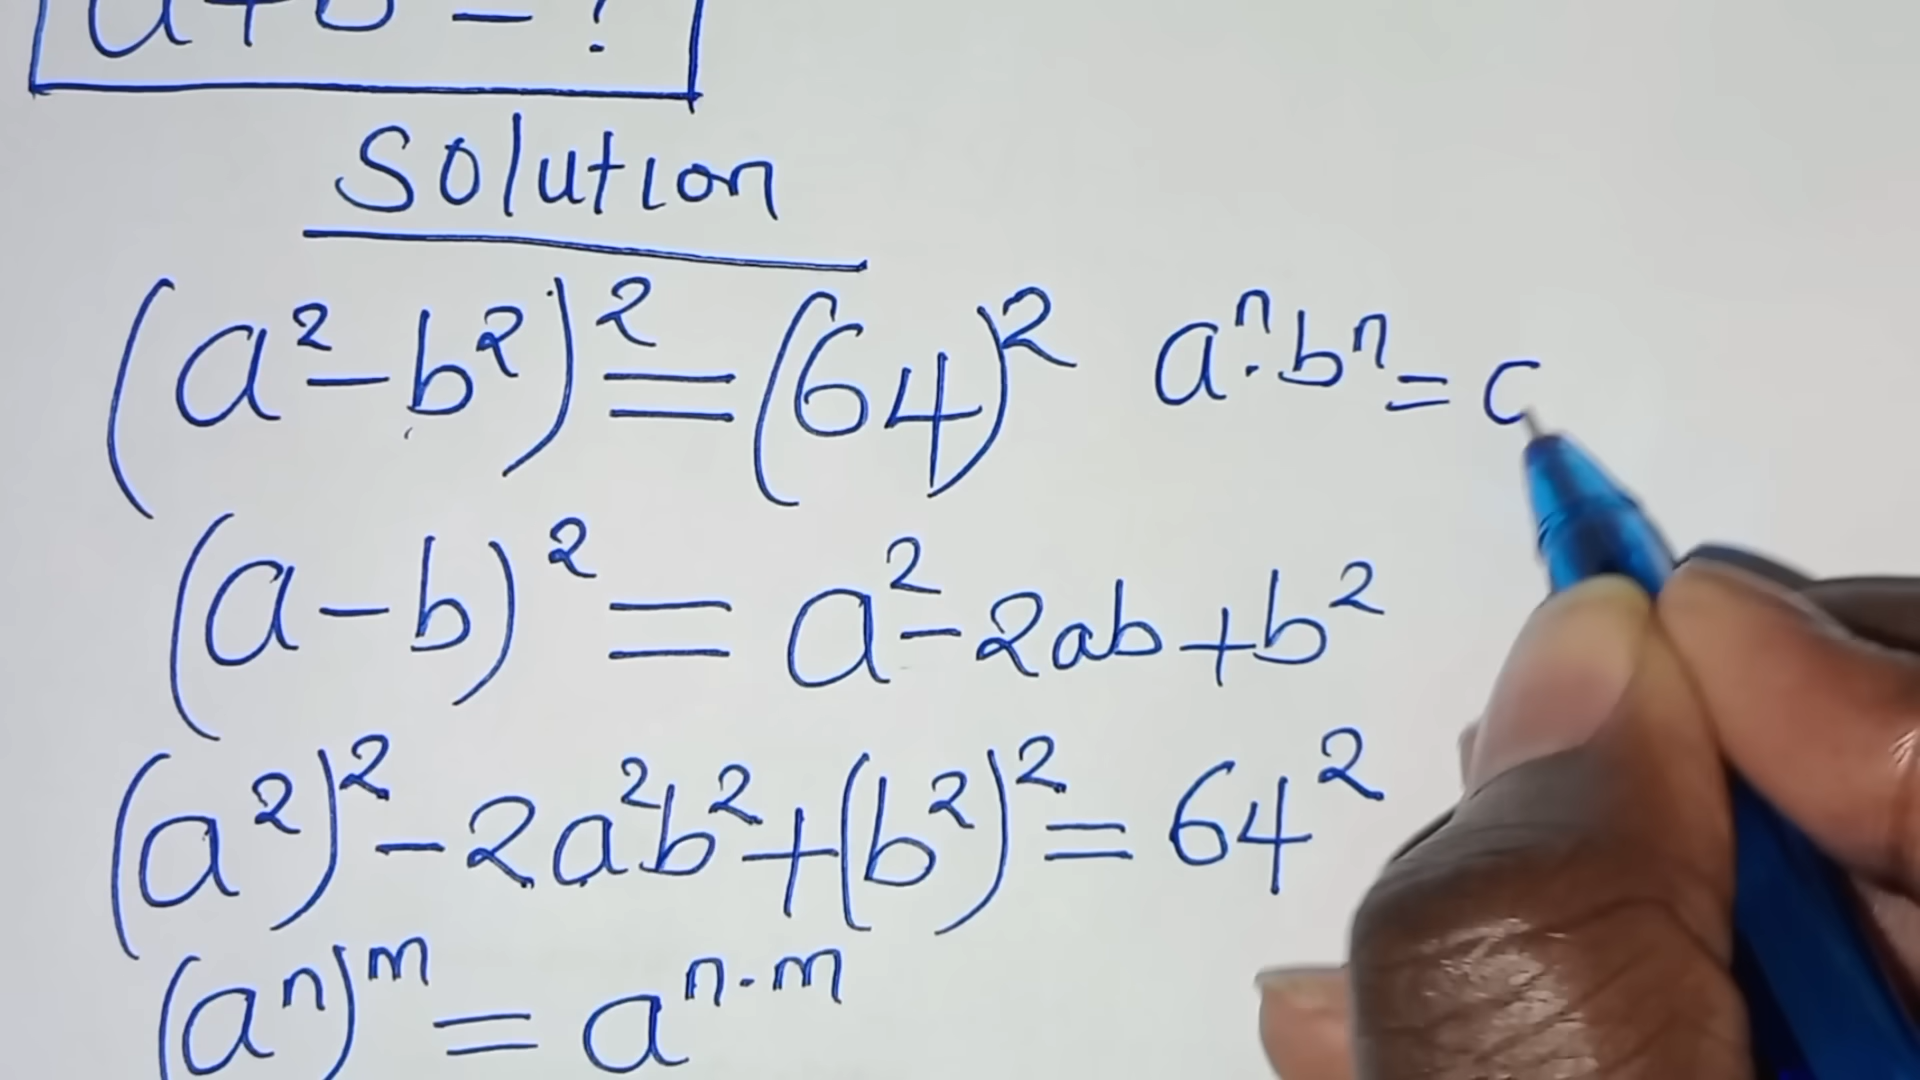 a+b = ?
Solution
(a²-b²)² = (64)² aⁿ·bⁿ = c
(a-b)² = a²-2ab+b²
(a²)²-2a²b²+(b²)² = 64²
(aⁿ)ᵐ = aⁿ·ᵐ